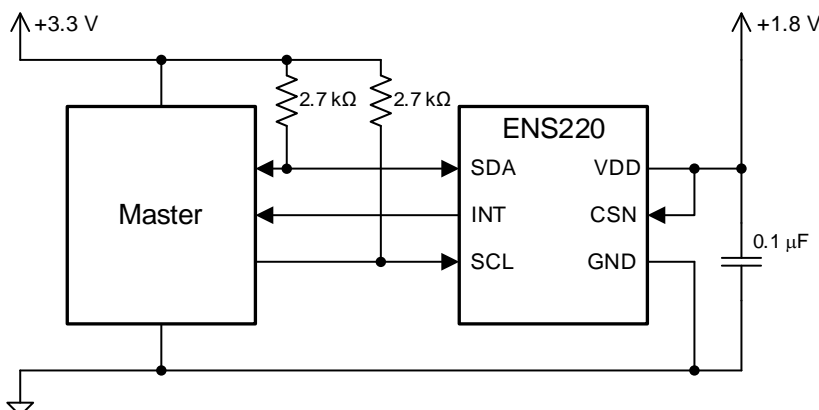 +3.3 V
+1.8 V
2.7 kΩ
2.7 kΩ
ENS220
SDA
VDD
Master
INT
CSN
SCL
GND
0.1 µF